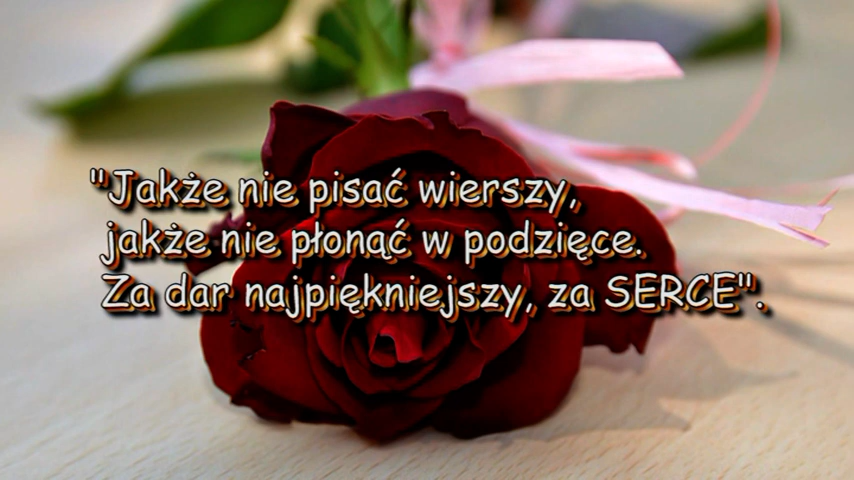 "Jakże nie pisać wierszy,
jakże nie płonąć w podzięce.
Za dar najpiękniejszy, za SERCE".